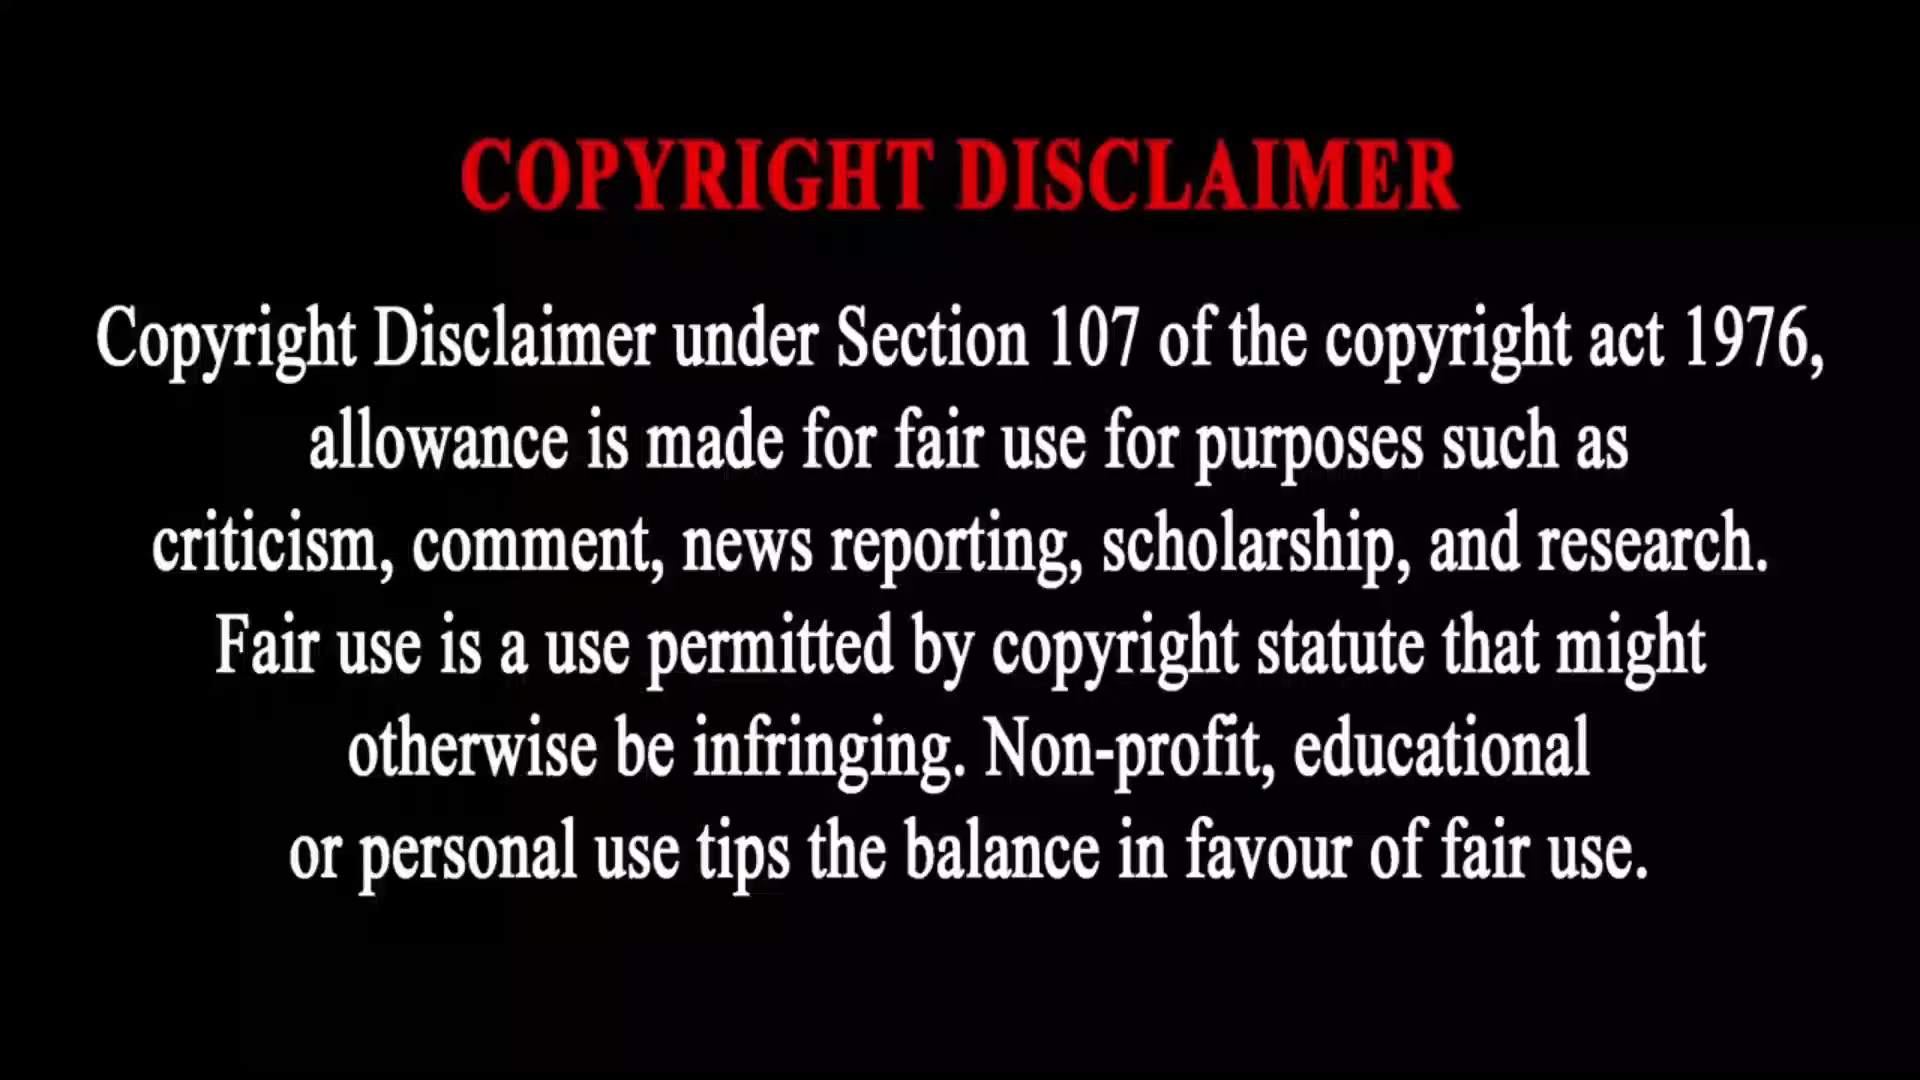 COPYRIGHT DISCLAIMER
Copyright Disclaimer under Section 107 of the copyright act 1976,
allowance is made for fair use for purposes such as
criticism, comment, news reporting, scholarship, and research.
Fair use is a use permitted by copyright statute that might
otherwise be infringing. Non-profit, educational
or personal use tips the balance in favour of fair use.